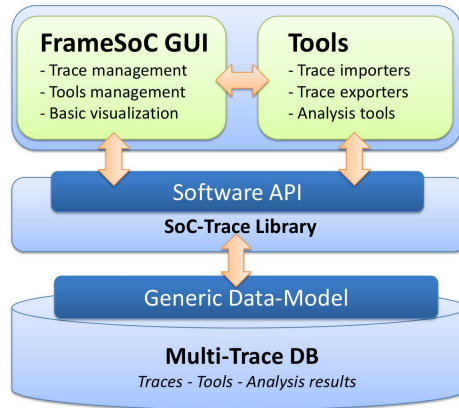 FrameSoC GUI
- Trace management
- Tools management
- Basic visualization
Tools
- Trace importers
- Trace exporters
- Analysis tools
Software API
SoC-Trace Library
Generic Data-Model
Multi-Trace DB
Traces - Tools - Analysis results